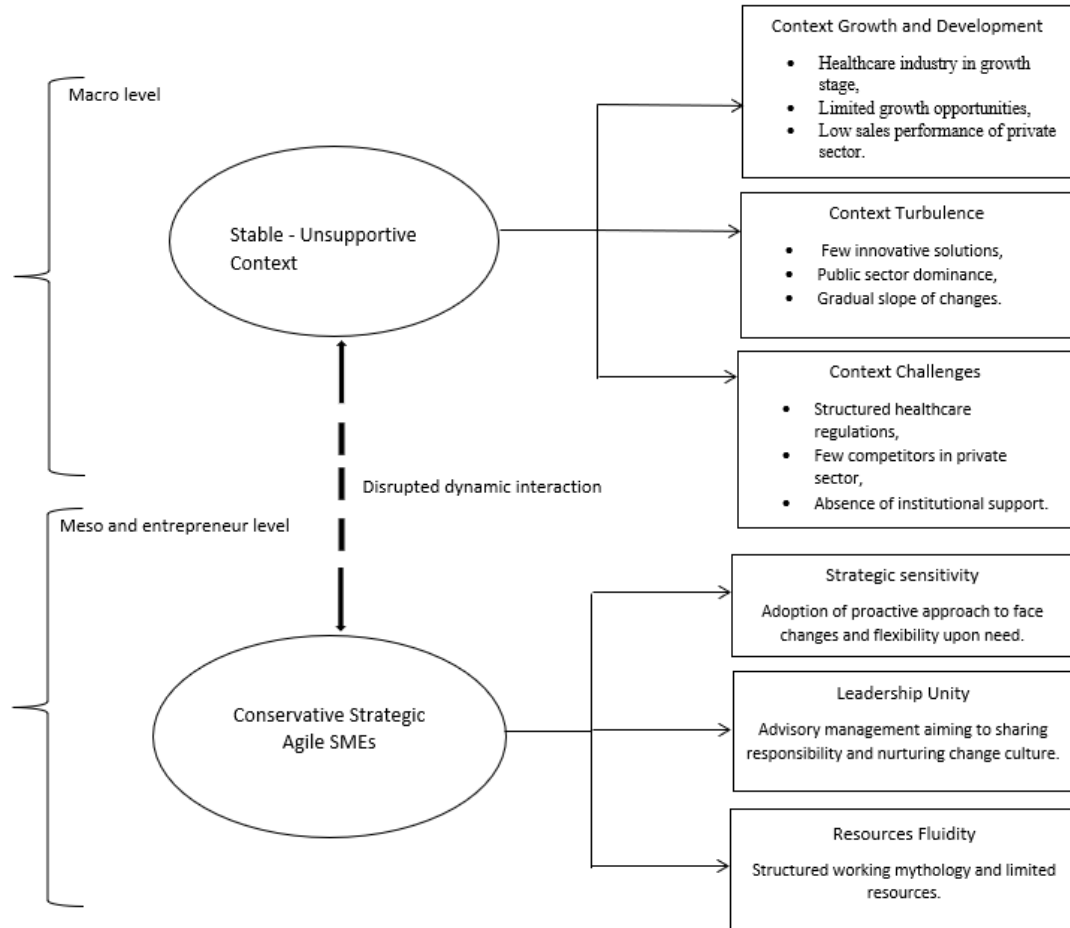 Macro level
Stable - Unsupportive
Context
Context Growth and Development
• Healthcare industry in growth
stage,
• Limited growth opportunities,
• Low sales performance of private
sector.
Context Turbulence
• Few innovative solutions,
• Public sector dominance,
• Gradual slope of changes.
Context Challenges
• Structured healthcare
regulations,
• Few competitors in private
sector,
• Absence of institutional support.
Disrupted dynamic interaction
Meso and entrepreneur level
Conservative Strategic
Agile SMEs
Strategic sensitivity
Adoption of proactive approach to face
changes and flexibility upon need.
Leadership Unity
Advisory management aiming to sharing
responsibility and nurturing change culture.
Resources Fluidity
Structured working mythology and limited
resources.